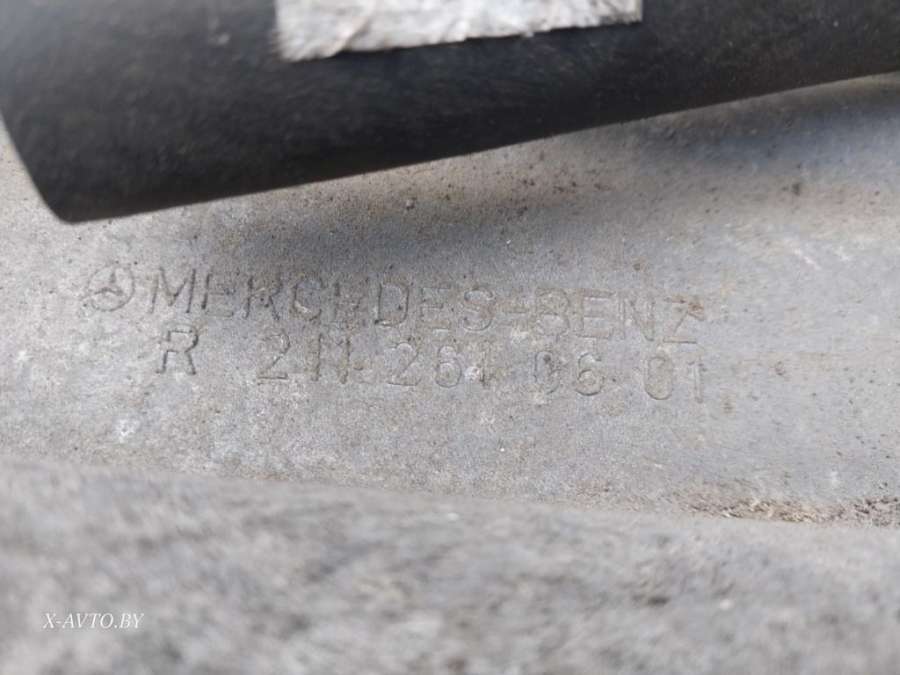 MERCEDES-BENZ
R 211 261 06 01
X-AVTO.BY